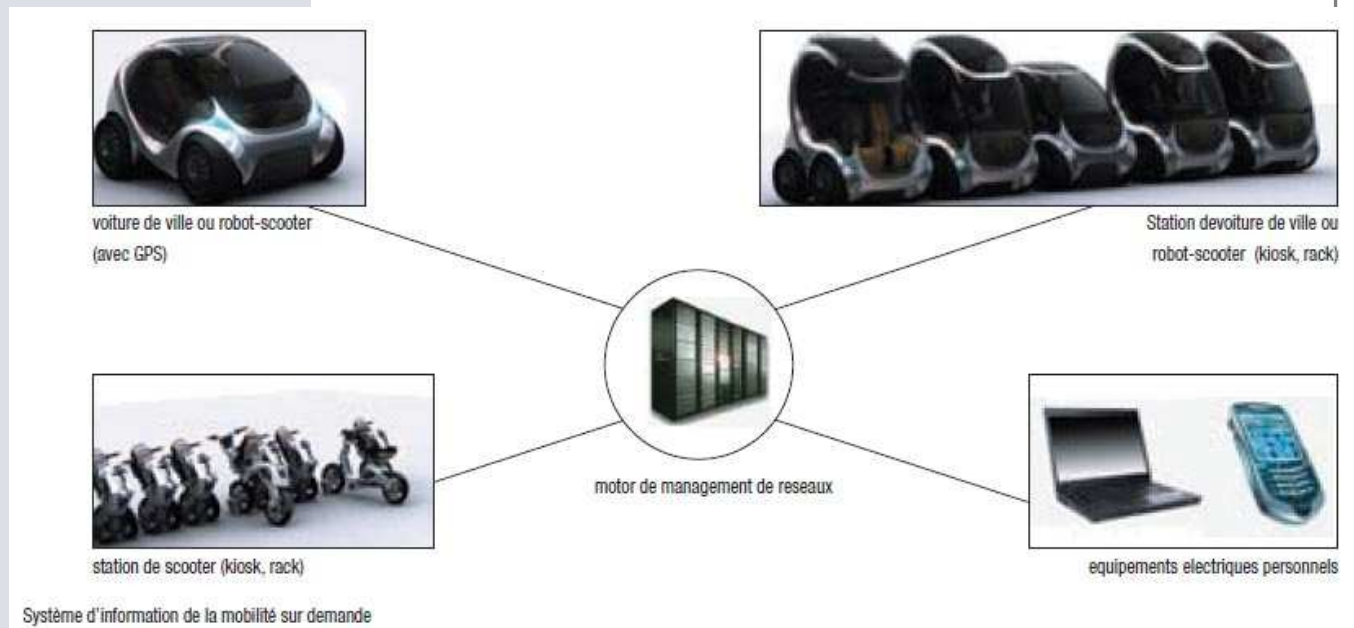 voiture de ville ou robot-scooter
(avec GPS)
Station devoiture de ville ou
robot-scooter (kiosk, rack)
motor de management de reseaux
station de scooter (kiosk, rack)
equipements electriques personnels
Système d'information de la mobilité sur demande